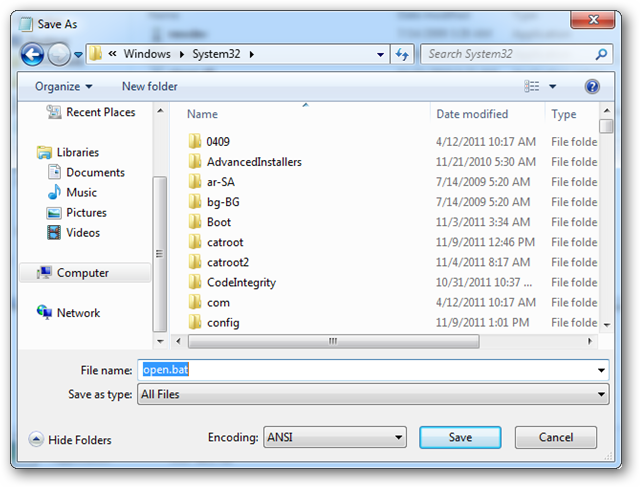 Save As
« Windows ▸ System32 ▸
Search System32
Organize ▾ New folder
Name Date modified Type
Recent Places
Libraries
Documents
Music
Pictures
Videos
Computer
Network
0409 4/12/2011 10:17 AM File folde
AdvancedInstallers 11/21/2010 5:30 AM File folde
ar-SA 7/14/2009 5:20 AM File folde
bg-BG 7/14/2009 5:20 AM File folde
Boot 11/3/2011 3:34 AM File folde
catroot 11/9/2011 12:46 PM File folde
catroot2 11/4/2011 8:17 AM File folde
CodeIntegrity 10/31/2011 10:37 ... File folde
com 4/12/2011 10:17 AM File folde
config 11/9/2011 1:01 PM File folde
File name: open.bat
Save as type: All Files
Hide Folders Encoding: ANSI Save Cancel